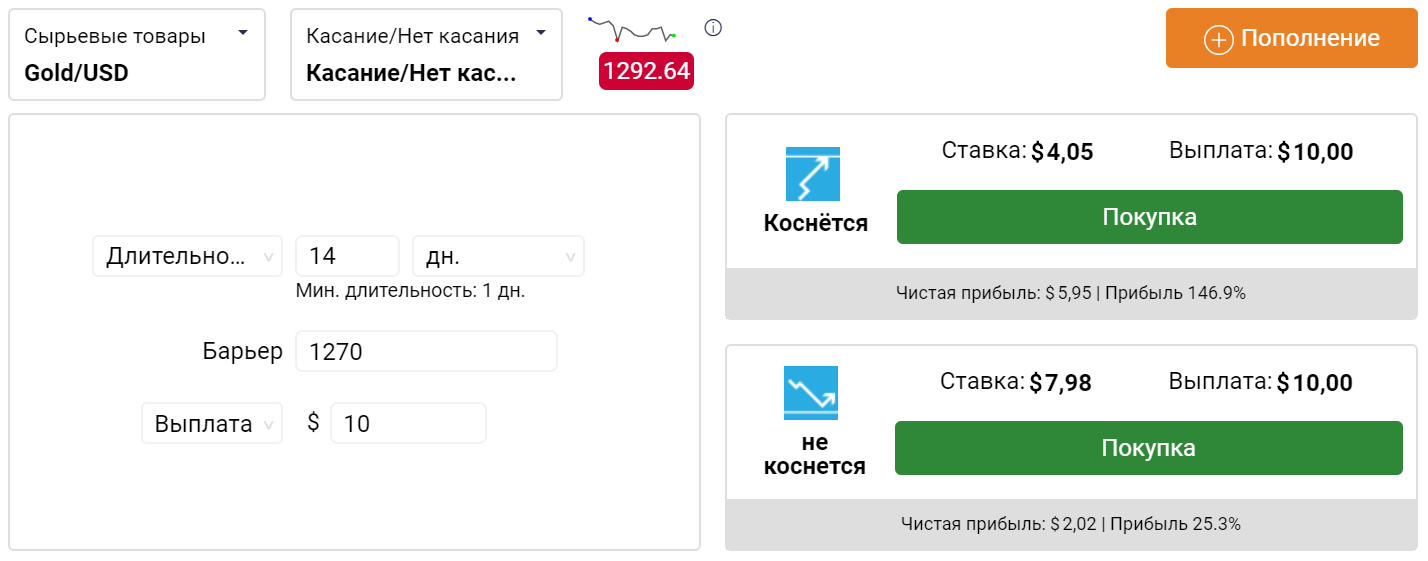 Сырьевые товары
Gold/USD
Касание/Нет касания
Касание/Нет кас...
1292.64
Пополнение
Длительно...
14
дн.
Мин. длительность: 1 дн.
Барьер
1270
Выплата
$
10
Ставка: $ 4,05
Выплата: $ 10,00
Коснётся
Покупка
Чистая прибыль: $ 5,95 | Прибыль 146.9%
Ставка: $ 7,98
Выплата: $ 10,00
не
коснется
Покупка
Чистая прибыль: $ 2,02 | Прибыль 25.3%